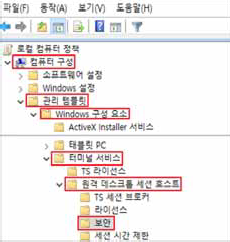 파일(F) 동작(A) 보기(V) 도움말(H)
로컬 컴퓨터 정책
컴퓨터 구성
소프트웨어 설정
Windows 설정
관리 템플릿
Windows 구성 요소
ActiveX Installer 서비스
태블릿 PC
터미널 서비스
TS 라이선스
원격 데스크톱 세션 호스트
TS 세션 브로커
라이선스
보안
세션 시간 제한